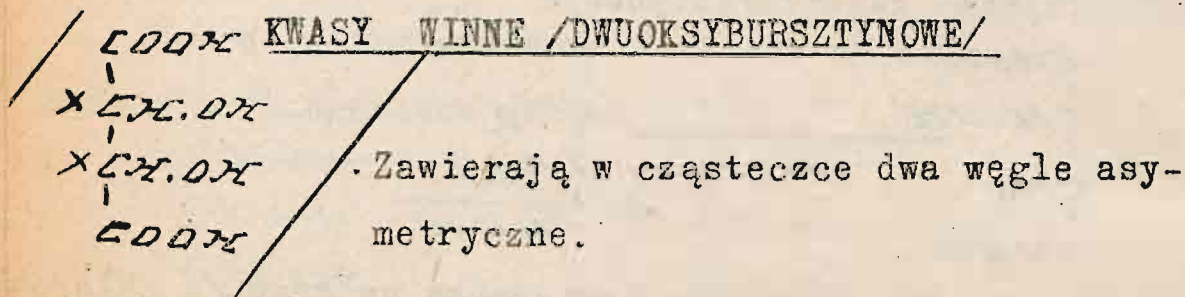 COOH KWASY WINNE /DWUOKSYBURSZTYNOWE/
x CH.OH
x CH.OH . Zawierają w cząsteczce dwa węgle asy-
COOH metryczne.